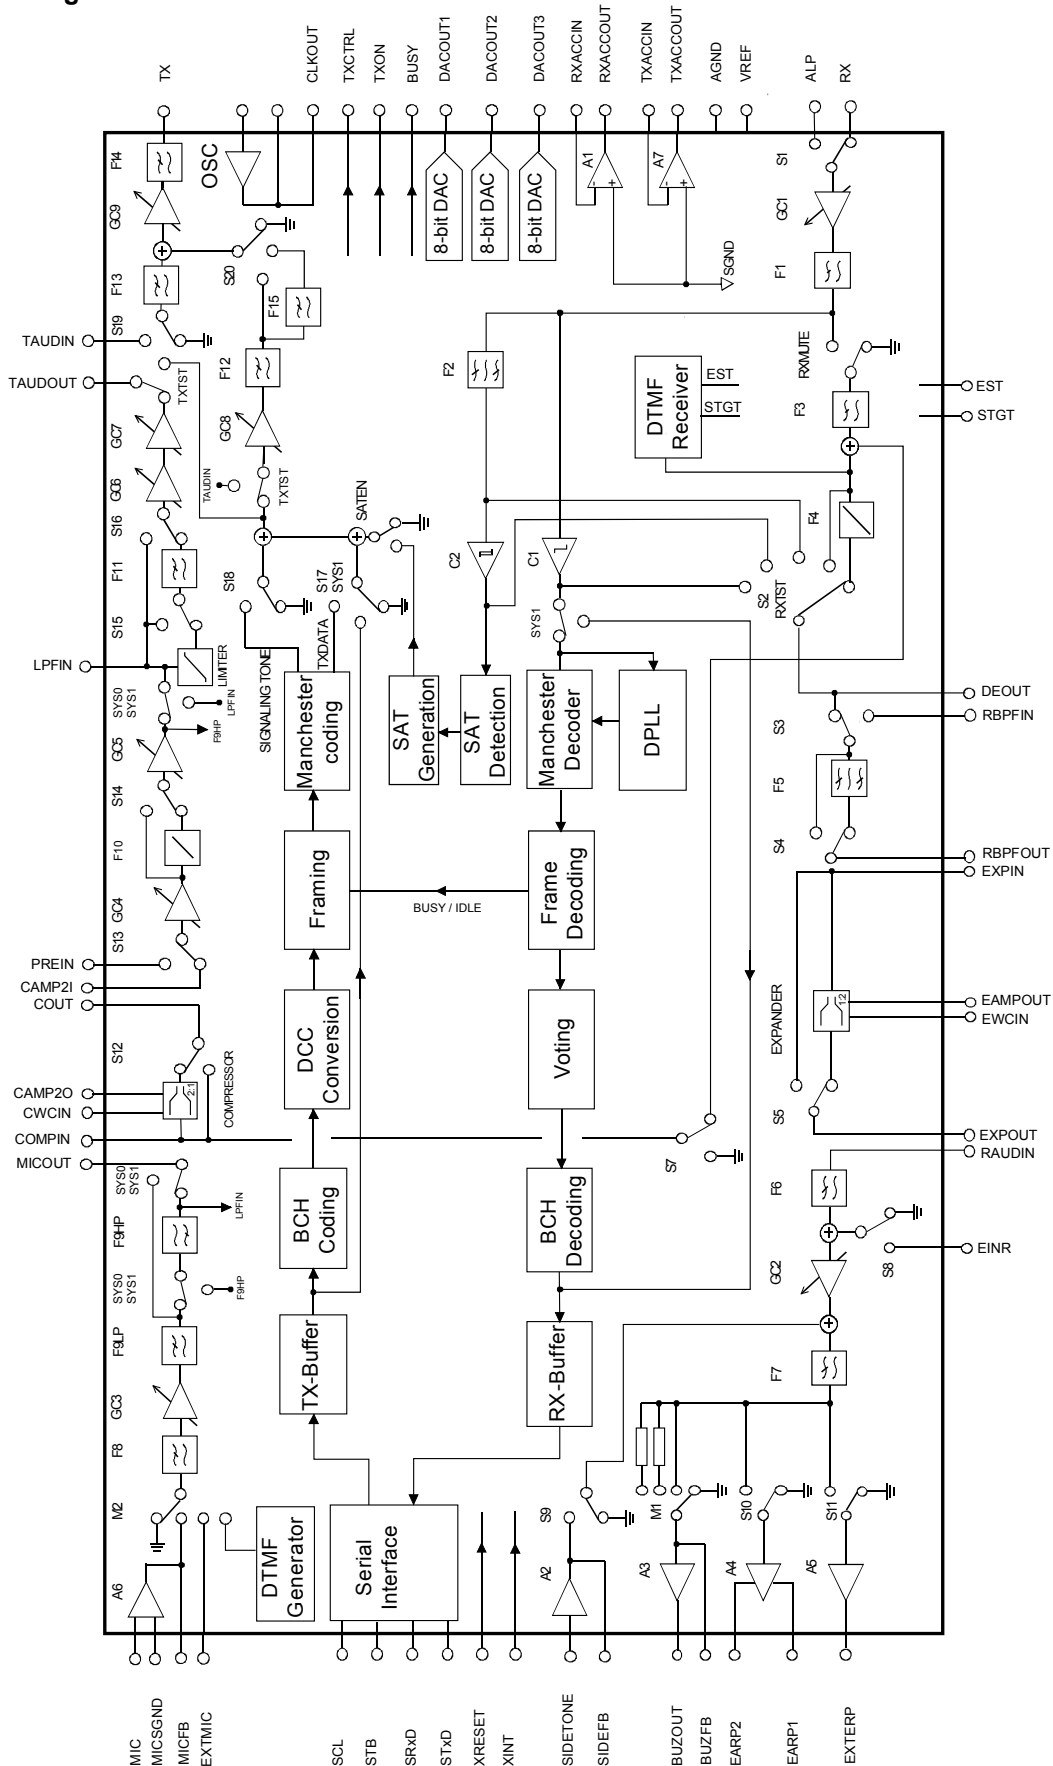 TX
CLKOUT
TXCTRL
TXON
BUSY
DACOUT1
DACOUT2
DACOUT3
RXACCIN
RXACCOUT
TXACCIN
TXACCOUT
AGND
VREF
ALP
RX
F14
OSC
GC9
8-bit DAC
8-bit DAC
8-bit DAC
A1
- +
A7
- +
S1
GC1
F13
S20
F15
SGND
F1
S19
TAUDIN
TXTST
F12
F2
EST
STGT
DTMF
Receiver
RXMUTE
F3
EST
STGT
TAUDOUT
GC7
GC8
GC6
TAUDIN
TXTST
SATEN
S16
F11
S18
S17
SYS1
C2
C1
F4
S2
RXTST
S15
LIMITER
SYS1
LPFIN
SIGNALING TONE
TXDATA
SYS0
SYS1
LPFIN
F9HP
GC5
Manchester
coding
SAT
Generation
SAT
Detection
Manchester
Decoder
DPLL
DEOUT
RBPFIN
S3
F5
S14
F10
S4
RBPFOUT
EXPIN
GC4
Framing
BUSY / IDLE
Frame
Decoding
S13
PREIN
CAMP2I
COUT
DCC
Conversion
Voting
EXPANDER
1:2
EAMPOUT
EWCIN
S12
COMPRESSOR
2:1
CAMP2O
CWCIN
S5
COMPIN
MICOUT
S7
EXPOUT
RAUDIN
SYS0
SYS1
LPFIN
BCH
Coding
BCH
Decoding
F6
F9HP
S8
EINR
SYS0
SYS1
F9HP
GC2
F9LP
TX-Buffer
RX-Buffer
F7
GC3
F8
M2
DTMF
Generator
Serial
Interface
S9
M1
S10
S11
A6
A2
A3
A4
A5
MIC
MICSGND
MICFB
EXTMIC
SCL
STB
SRxD
STxD
XRESET
XINT
SIDETONE
SIDEFB
BUZOUT
BUZFB
EARP2
EARP1
EXTERP